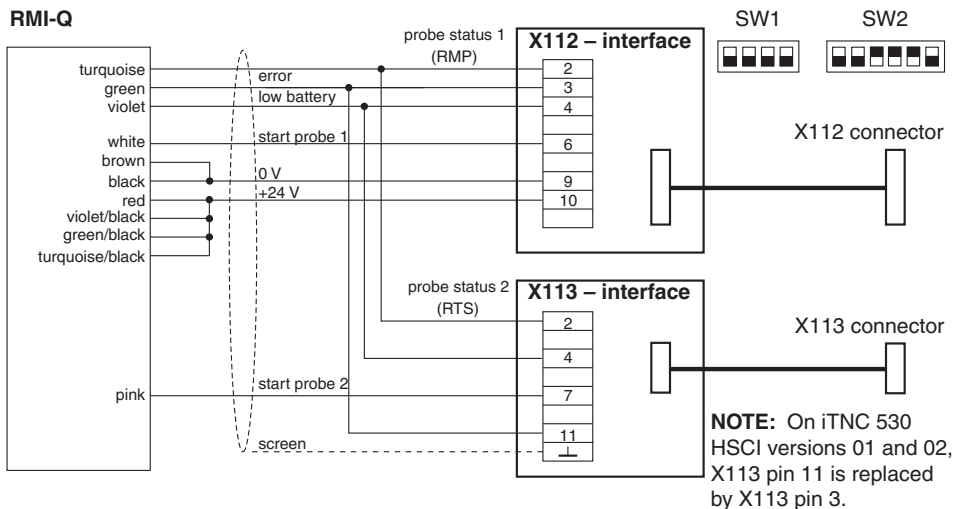 RMI-Q
turquoise
green
violet
white
brown
black
red
violet/black
green/black
turquoise/black
pink
error
low battery
start probe 1
0 V
+24 V
start probe 2
screen
probe status 1
(RMP)
X112 – interface
2
3
4
6
9
10
probe status 2
(RTS)
X113 – interface
2
4
7
11
SW1
SW2
X112 connector
X113 connector
NOTE: On iTNC 530
HSCI versions 01 and 02,
X113 pin 11 is replaced
by X113 pin 3.